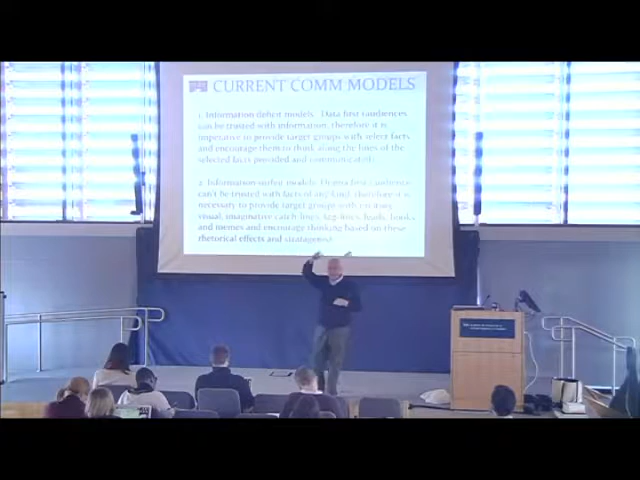 CURRENT COMM MODELS
1. Information deficit models. Data first (audiences
can be trusted with information, therefore it is
imperative to provide target groups with select facts
and encourage them to think along the lines of the
selected facts provided and communicated).
2. Information models. Drama first (audience
can't be trusted with facts of any kind, therefore it is
necessary to provide target groups with
visual, imaginative catch-lines, tag-lines, hooks
and memes and encourage thinking based on these
rhetorical effects and stratagems).